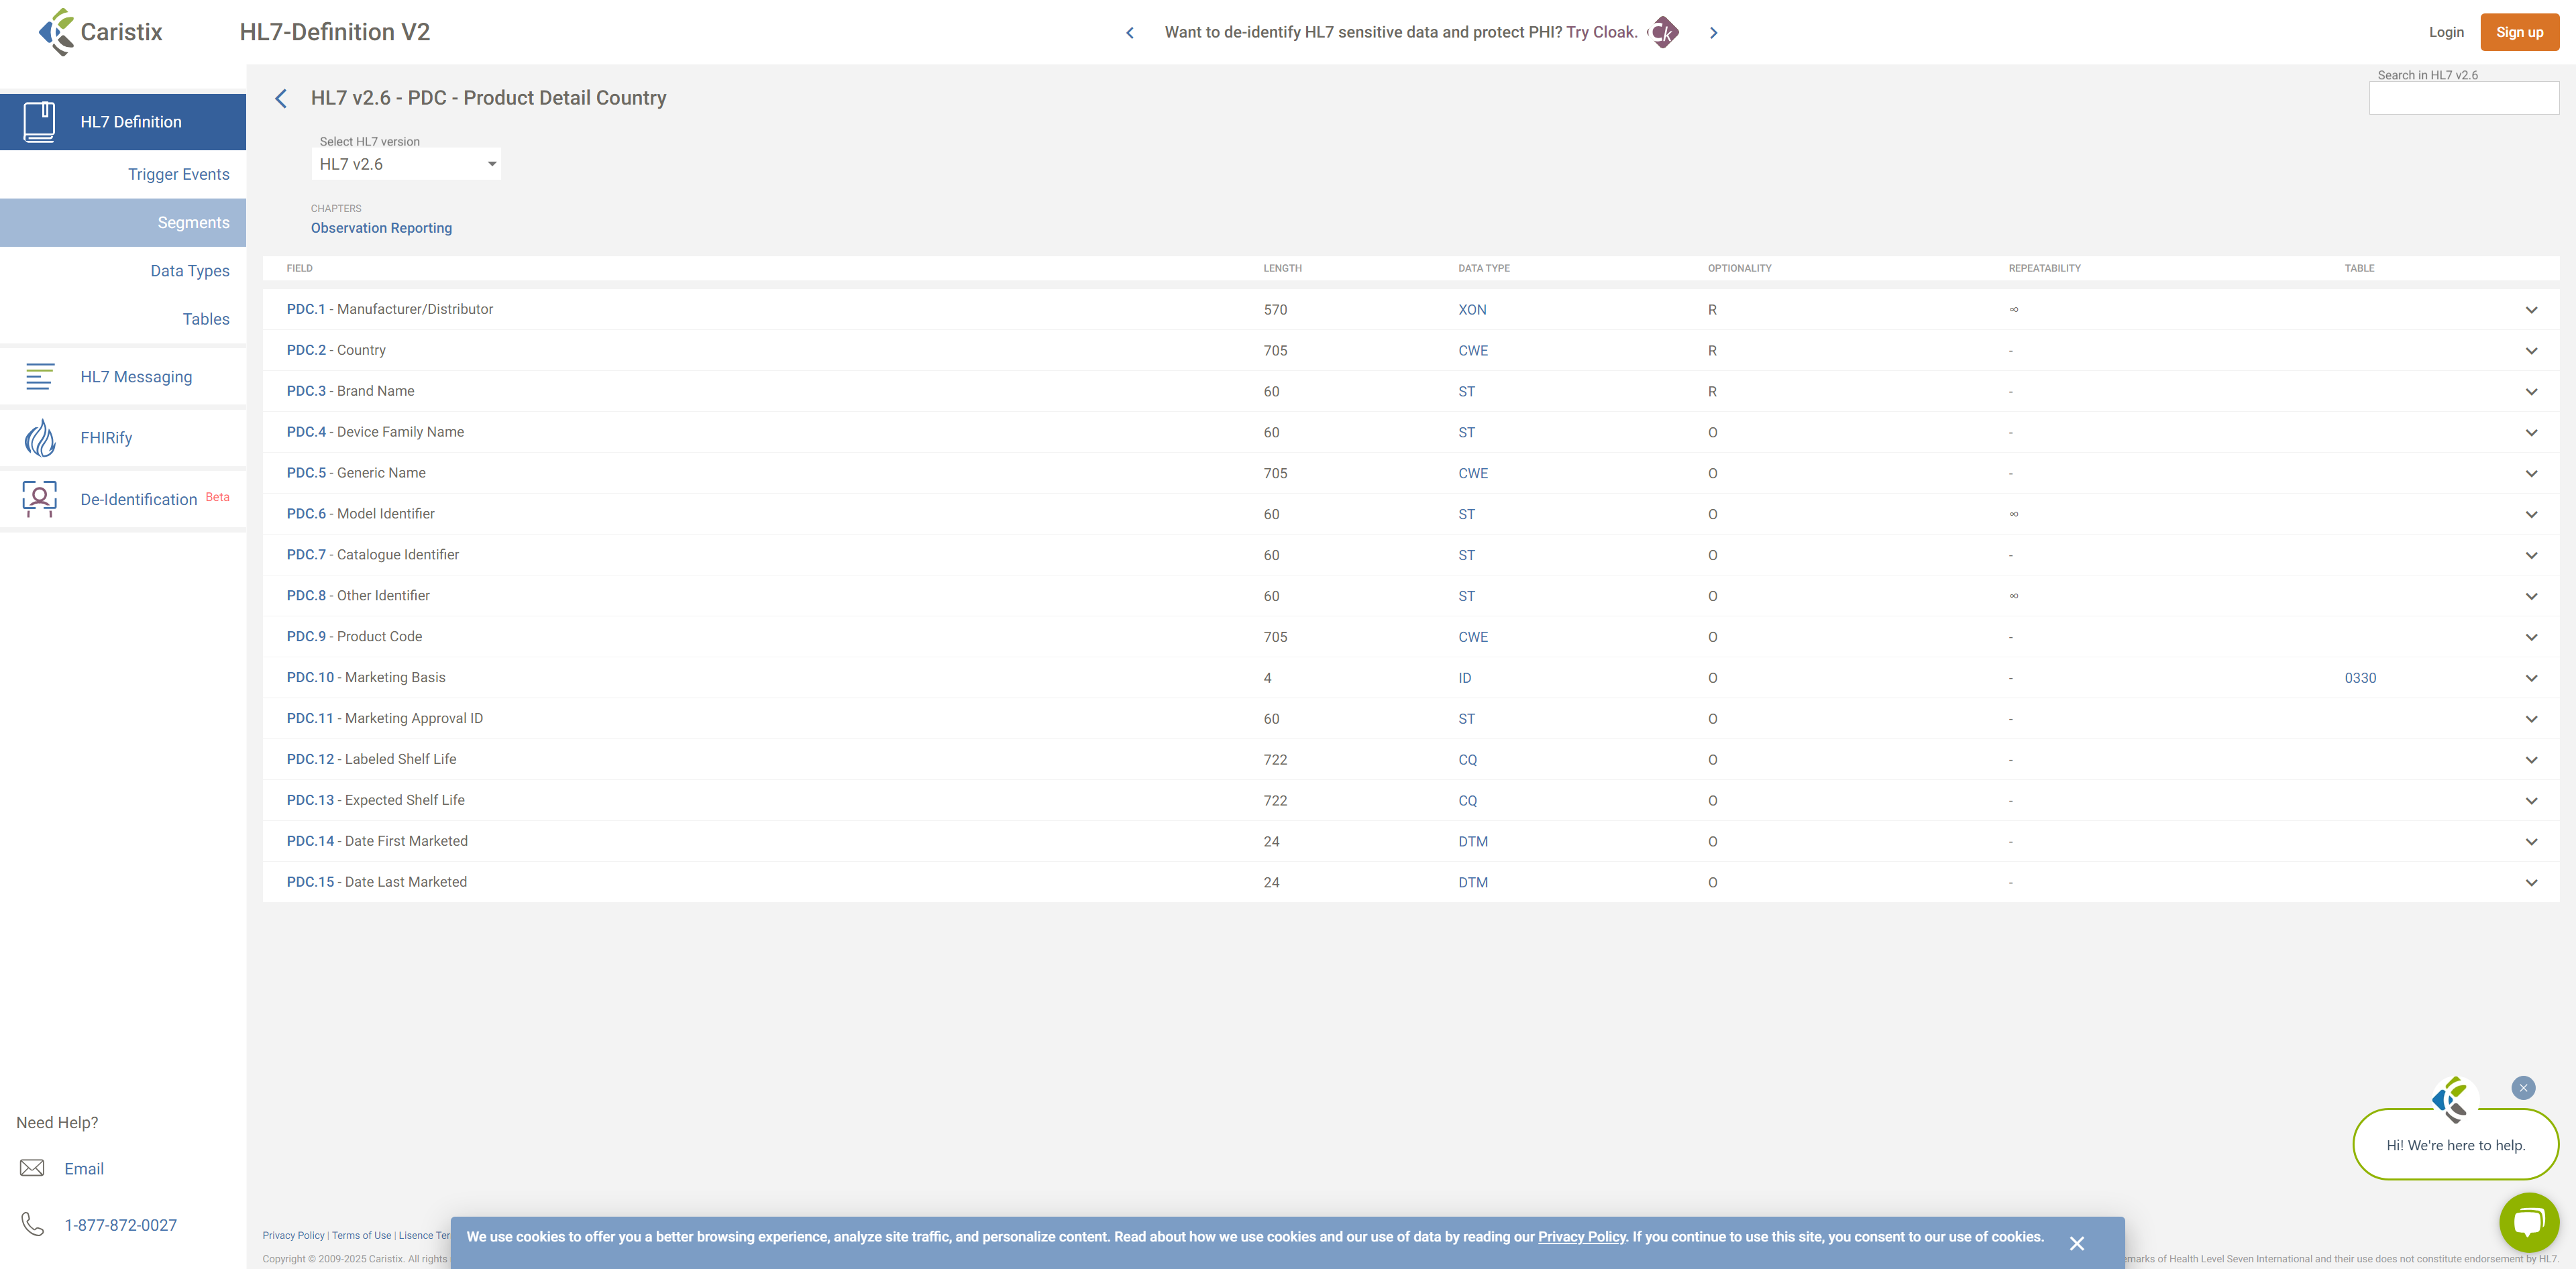 Caristix
HL7-Definition V2
Want to de-identify HL7 sensitive data and protect PHI? Try Cloak. Ck
Login
Sign up
HL7 Definition
Trigger Events
Segments
Data Types
Tables
HL7 Messaging
FHIRify
De-Identification Beta
Need Help?
Email
1-877-872-0027
HL7 v2.6 - PDC - Product Detail Country
Search in HL7 v2.6
Select HL7 version
HL7 v2.6
CHAPTERS
Observation Reporting
FIELD LENGTH DATA TYPE OPTIONALITY REPEATABILITY TABLE
PDC.1 - Manufacturer/Distributor 570 XON R ∞
PDC.2 - Country 705 CWE R -
PDC.3 - Brand Name 60 ST R -
PDC.4 - Device Family Name 60 ST O -
PDC.5 - Generic Name 705 CWE O -
PDC.6 - Model Identifier 60 ST O ∞
PDC.7 - Catalogue Identifier 60 ST O -
PDC.8 - Other Identifier 60 ST O ∞
PDC.9 - Product Code 705 CWE O -
PDC.10 - Marketing Basis 4 ID O - 0330
PDC.11 - Marketing Approval ID 60 ST O -
PDC.12 - Labeled Shelf Life 722 CQ O -
PDC.13 - Expected Shelf Life 722 CQ O -
PDC.14 - Date First Marketed 24 DTM O -
PDC.15 - Date Last Marketed 24 DTM O -
Hi! We're here to help.
Privacy Policy | Terms of Use | Lisence Ter
We use cookies to offer you a better browsing experience, analyze site traffic, and personalize content. Read about how we use cookies and our use of data by reading our Privacy Policy. If you continue to use this site, you consent to our use of cookies.
Copyright © 2009-2025 Caristix. All rights
emarks of Health Level Seven International and their use does not constitute endorsement by HL7.